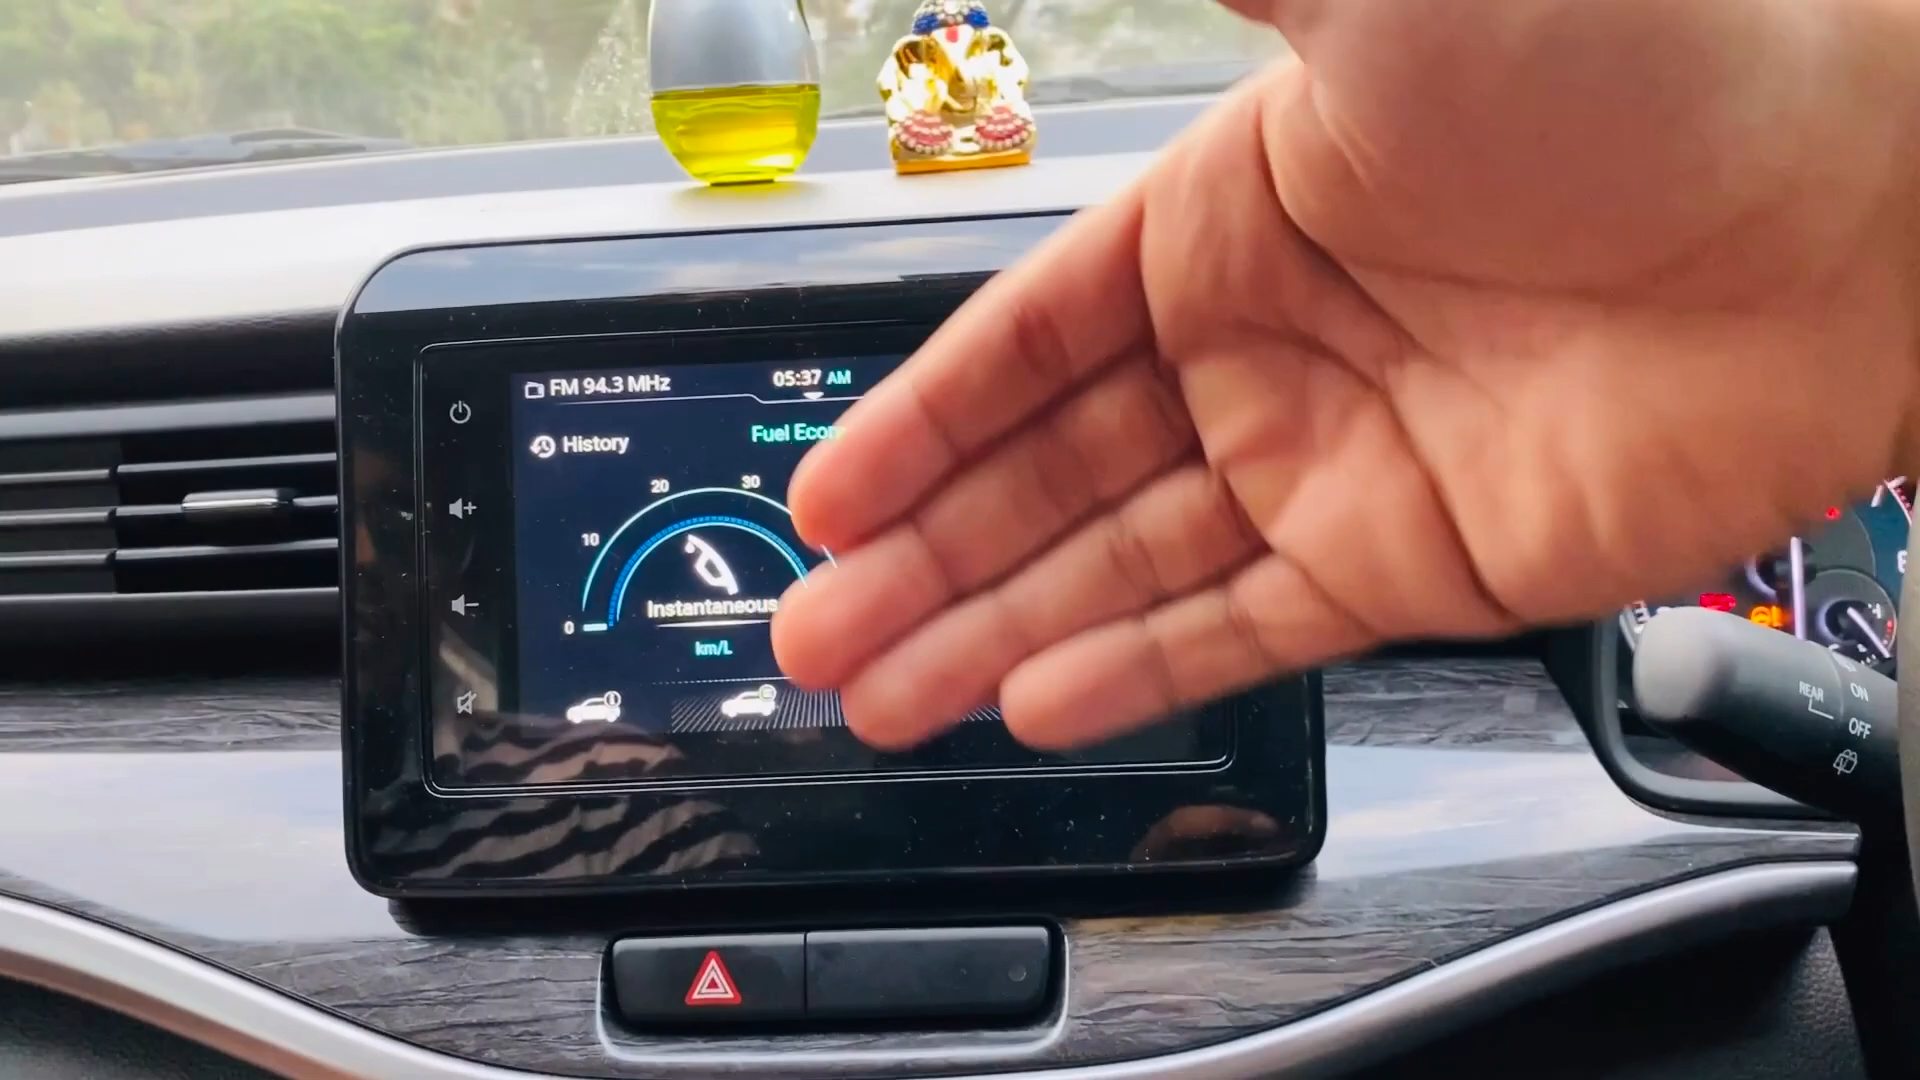 FM 94.3 MHz
05:37 AM
History
Fuel Econ
20
30
10
Instantaneous
0
km/L
REAR
ON
OFF